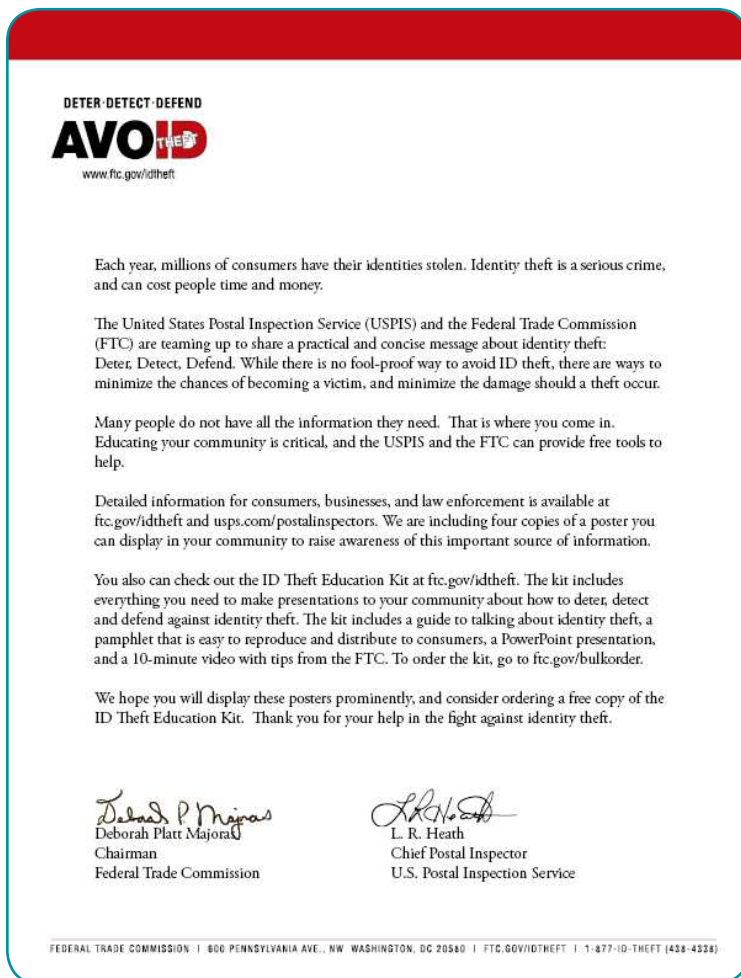 DETER·DETECT·DEFEND
AVOID
THEFT
www.ftc.gov/idtheft
Each year, millions of consumers have their identities stolen. Identity theft is a serious crime,
and can cost people time and money.
The United States Postal Inspection Service (USPIS) and the Federal Trade Commission
(FTC) are teaming up to share a practical and concise message about identity theft:
Deter, Detect, Defend. While there is no fool-proof way to avoid ID theft, there are ways to
minimize the chances of becoming a victim, and minimize the damage should a theft occur.
Many people do not have all the information they need.  That is where you come in.
Educating your community is critical, and the USPIS and the FTC can provide free tools to
help.
Detailed information for consumers, businesses, and law enforcement is available at
ftc.gov/idtheft and usps.com/postalinspectors. We are including four copies of a poster you
can display in your community to raise awareness of this important source of information.
You also can check out the ID Theft Education Kit at ftc.gov/idtheft. The kit includes
everything you need to make presentations to your community about how to deter, detect
and defend against identity theft. The kit includes a guide to talking about identity theft, a
pamphlet that is easy to reproduce and distribute to consumers, a PowerPoint presentation,
and a 10-minute video with tips from the FTC. To order the kit, go to ftc.gov/bulkorder.
We hope you will display these posters prominently, and consider ordering a free copy of the
ID Theft Education Kit.  Thank you for your help in the fight against identity theft.
Deborah P. Majoras
Deborah Platt Majoras
Chairman
Federal Trade Commission
L R Heath
L. R. Heath
Chief Postal Inspector
U.S. Postal Inspection Service
FEDERAL TRADE COMMISSION | 600 PENNSYLVANIA AVE., NW WASHINGTON, DC 20580 | FTC.GOV/IDTHEFT | 1-877-ID-THEFT (438-4338)